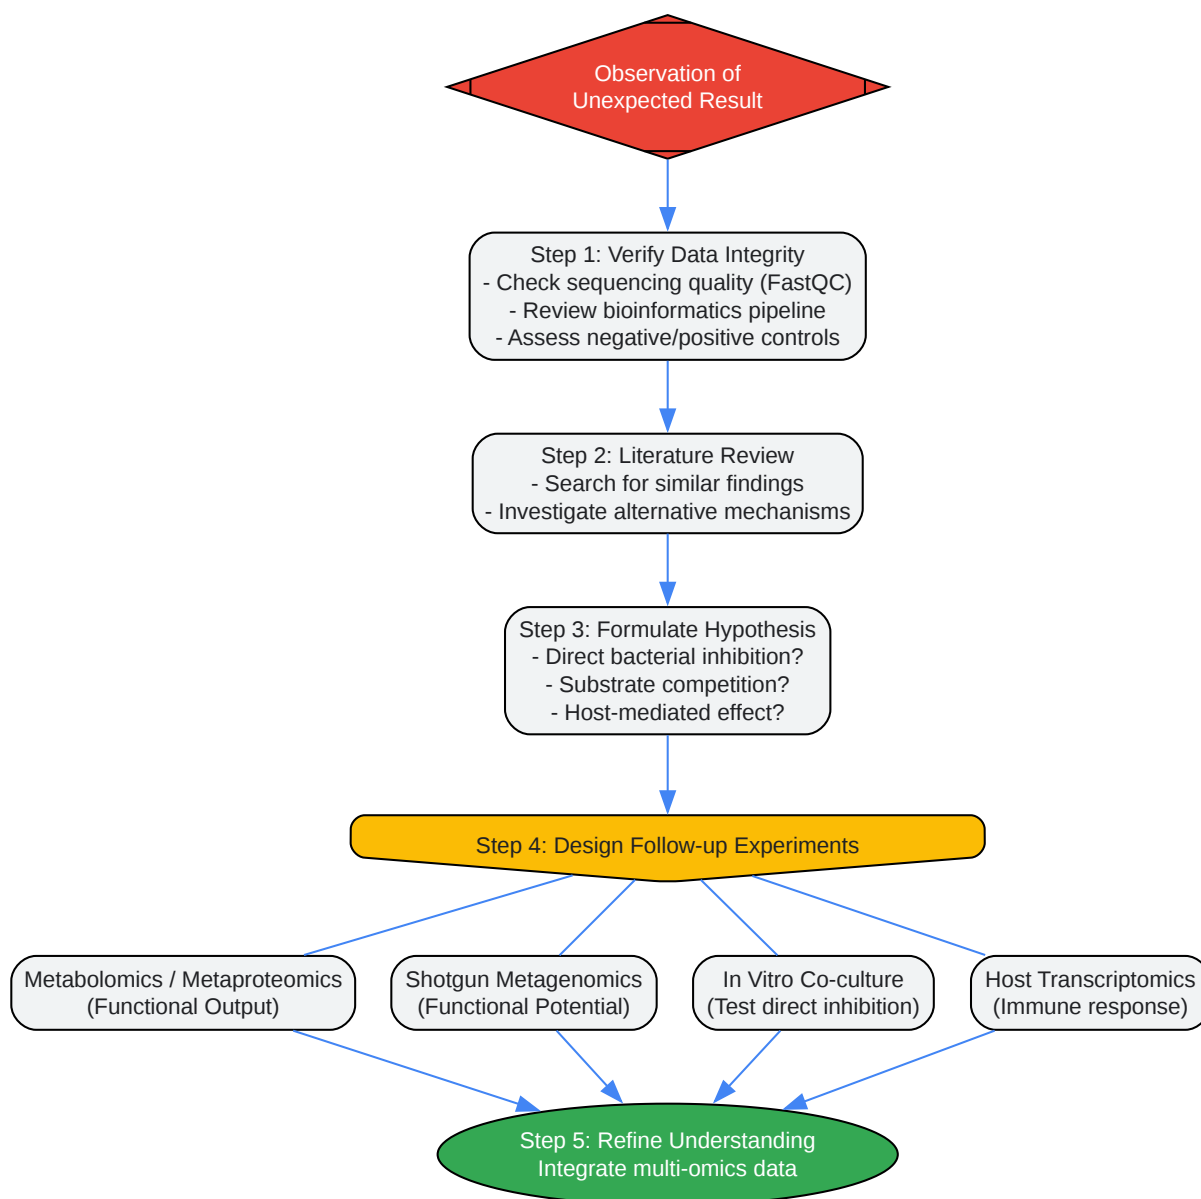 Observation of
Unexpected Result
Step 1: Verify Data Integrity
- Check sequencing quality (FastQC)
- Review bioinformatics pipeline
- Assess negative/positive controls
Step 2: Literature Review
- Search for similar findings
- Investigate alternative mechanisms
Step 3: Formulate Hypothesis
- Direct bacterial inhibition?
- Substrate competition?
- Host-mediated effect?
Step 4: Design Follow-up Experiments
Metabolomics / Metaproteomics
(Functional Output)
Shotgun Metagenomics
(Functional Potential)
In Vitro Co-culture
(Test direct inhibition)
Host Transcriptomics
(Immune response)
Step 5: Refine Understanding
Integrate multi-omics data